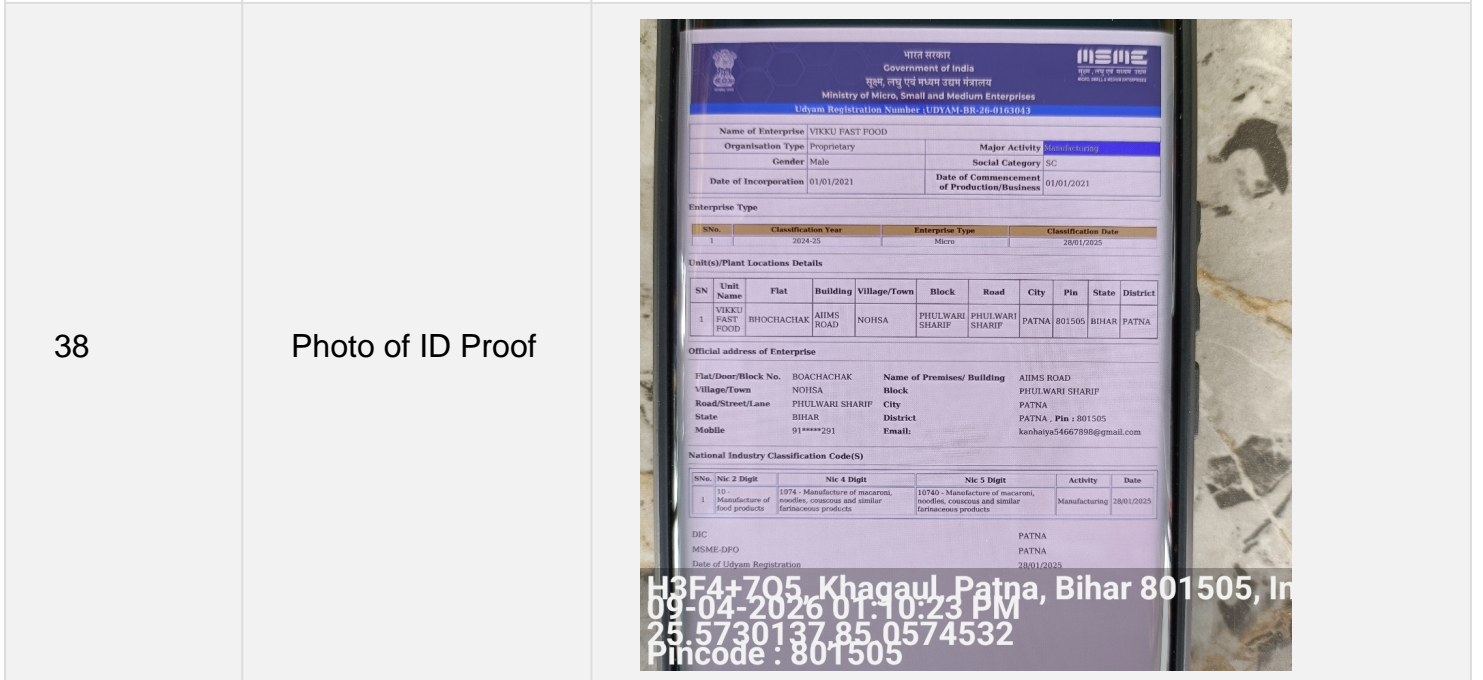 38
Photo of ID Proof
भारत सरकार
Government of India
सूक्ष्म, लघु एवं मध्यम उद्यम मंत्रालय
Ministry of Micro, Small and Medium Enterprises
MSME
सूक्ष्म, लघु एवं मध्यम उद्यम
MICRO, SMALL & MEDIUM ENTERPRISES
Udyam Registration Number :UDYAM-BR-26-0163043
Name of Enterprise VIKKU FAST FOOD
Organisation Type Proprietary Major Activity Manufacturing
Gender Male Social Category SC
Date of Incorporation 01/01/2021 Date of Commencement of Production/Business 01/01/2021
Enterprise Type
SNo. Classification Year Enterprise Type Classification Date
1 2024-25 Micro 28/01/2025
Unit(s)/Plant Locations Details
SN Unit Name Flat Building Village/Town Block Road City Pin State District
1 VIKKU FAST FOOD BHOCHACHAK AIIMS ROAD NOHSA PHULWARI SHARIF PHULWARI SHARIF PATNA 801505 BIHAR PATNA
Official address of Enterprise
Flat/Door/Block No. BOACHACHAK Name of Premises/ Building AIIMS ROAD
Village/Town NOHSA Block PHULWARI SHARIF
Road/Street/Lane PHULWARI SHARIF City PATNA
State BIHAR District PATNA , Pin : 801505
Mobile 91*****291 Email: kanhaiya54667898@gmail.com
National Industry Classification Code(S)
SNo. Nic 2 Digit Nic 4 Digit Nic 5 Digit Activity Date
1 10 - Manufacture of food products 1074 - Manufacture of macaroni, noodles, couscous and similar farinaceous products 10740 - Manufacture of macaroni, noodles, couscous and similar farinaceous products Manufacturing 28/01/2025
DIC PATNA
MSME-DFO PATNA
Date of Udyam Registration 28/01/2025
H3F4+7Q5, Khagaul, Patna, Bihar 801505, In
09-04-2026 01:10:23 PM
25.5730137,85.0574532
Pincode : 801505